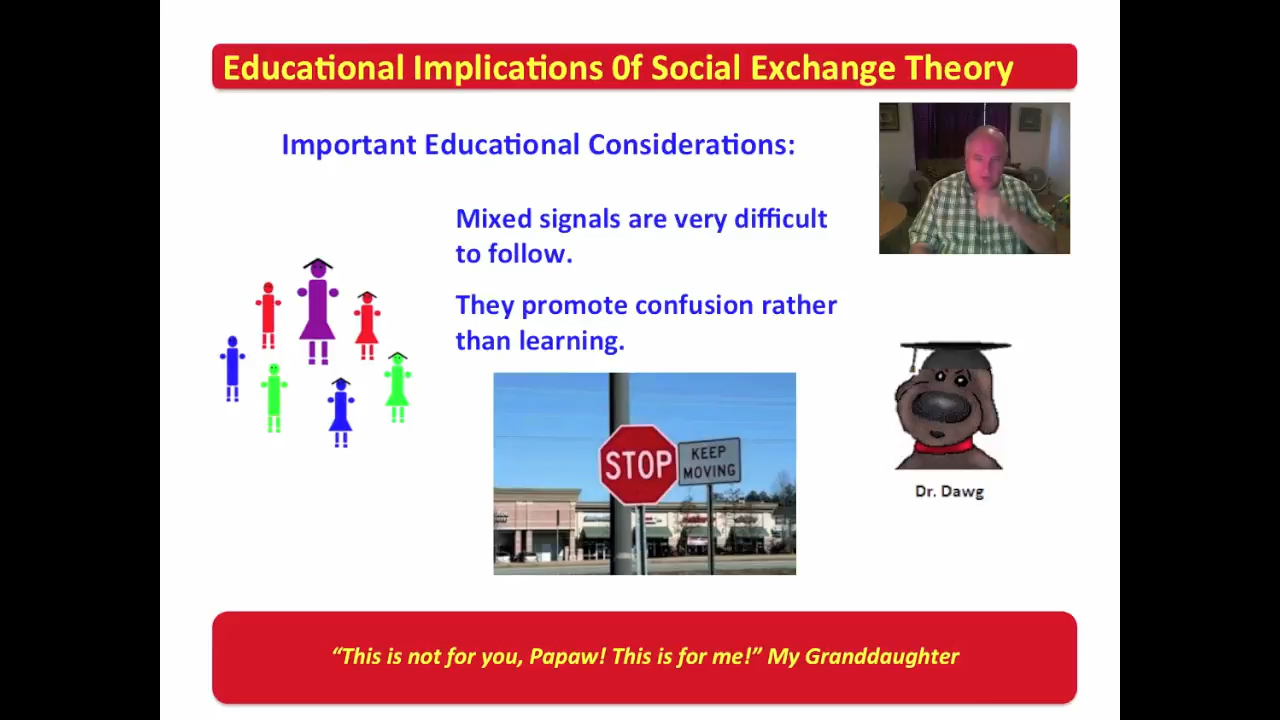 Educational Implications 0f Social Exchange Theory
Important Educational Considerations:
Mixed signals are very difficult
to follow.
They promote confusion rather
than learning.
STOP
KEEP
MOVING
Dr. Dawg
“This is not for you, Papaw! This is for me!” My Granddaughter